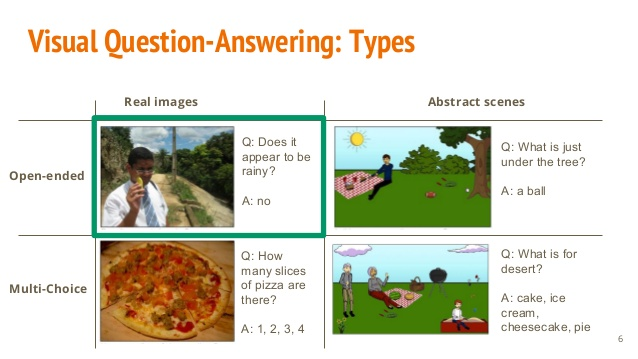 Visual Question-Answering: Types
Real images
Abstract scenes
Open-ended
Q: Does it
appear to be
rainy?
A: no
Q: What is just
under the tree?
A: a ball
Multi-Choice
Q: How
many slices
of pizza are
there?
A: 1, 2, 3, 4
Q: What is for
desert?
A: cake, ice
cream,
cheesecake, pie
6